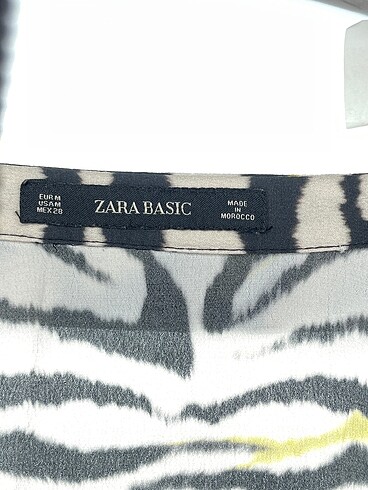 EUR M
USA M
MEX 28
ZARA BASIC
MADE
IN
MOROCCO